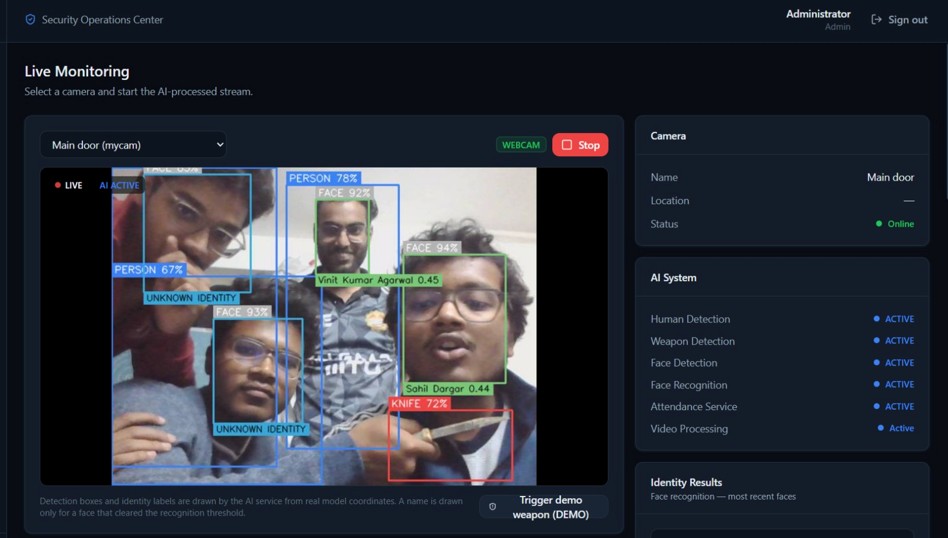 Security Operations Center
Administrator
Admin
Sign out
Live Monitoring
Select a camera and start the AI-processed stream.
Main door (mycam)
WEBCAM
Stop
LIVE
AI ACTIVE
PERSON 78%
FACE 92%
FACE 94%
PERSON 67%
Vinit Kumar Agarwal 0.45
UNKNOWN IDENTITY
FACE 93%
Sahil Dargar 0.44
KNIFE 72%
UNKNOWN IDENTITY
Detection boxes and identity labels are drawn by the AI service from real model coordinates. A name is drawn
only for a face that cleared the recognition threshold.
Trigger demo
weapon (DEMO)
Camera
Name Main door
Location —
Status Online
AI System
Human Detection ACTIVE
Weapon Detection ACTIVE
Face Detection ACTIVE
Face Recognition ACTIVE
Attendance Service ACTIVE
Video Processing Active
Identity Results
Face recognition — most recent faces